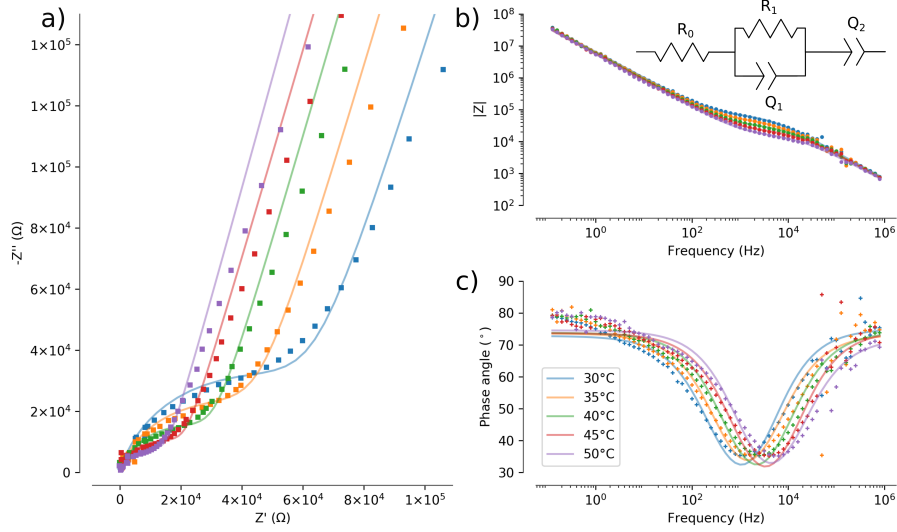 a)
1×10⁵
1×10⁵
1×10⁵
8×10⁴
6×10⁴
4×10⁴
2×10⁴
0
-Z'' (Ω)
0
2×10⁴
4×10⁴
6×10⁴
8×10⁴
1×10⁵
Z' (Ω)
b)
10⁸
10⁷
10⁶
10⁵
10⁴
10³
10²
|Z|
R₀
R₁
Q₁
Q₂
10⁰
10²
10⁴
10⁶
Frequency (Hz)
c)
90
80
70
60
50
40
30
Phase angle (°)
30°C
35°C
40°C
45°C
50°C
10⁰
10²
10⁴
10⁶
Frequency (Hz)